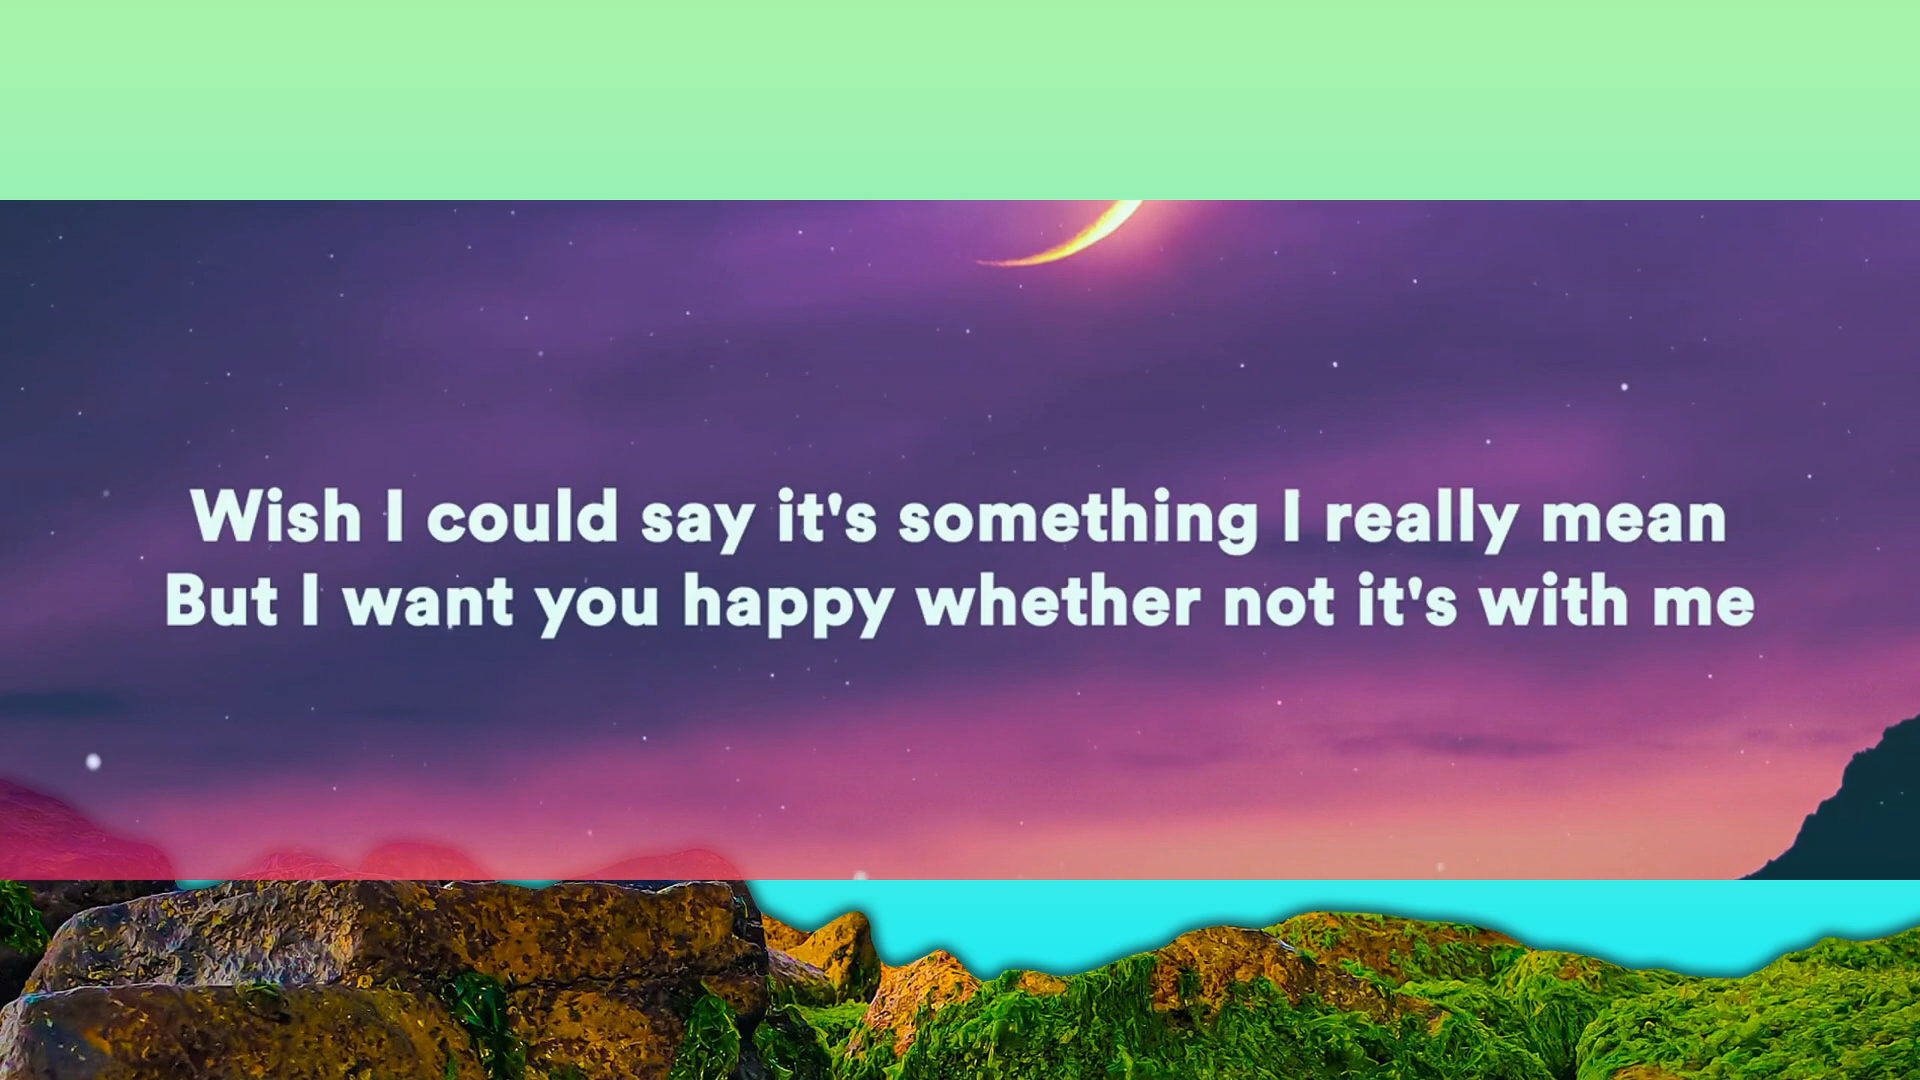 Wish I could say it's something I really mean
But I want you happy whether not it's with me